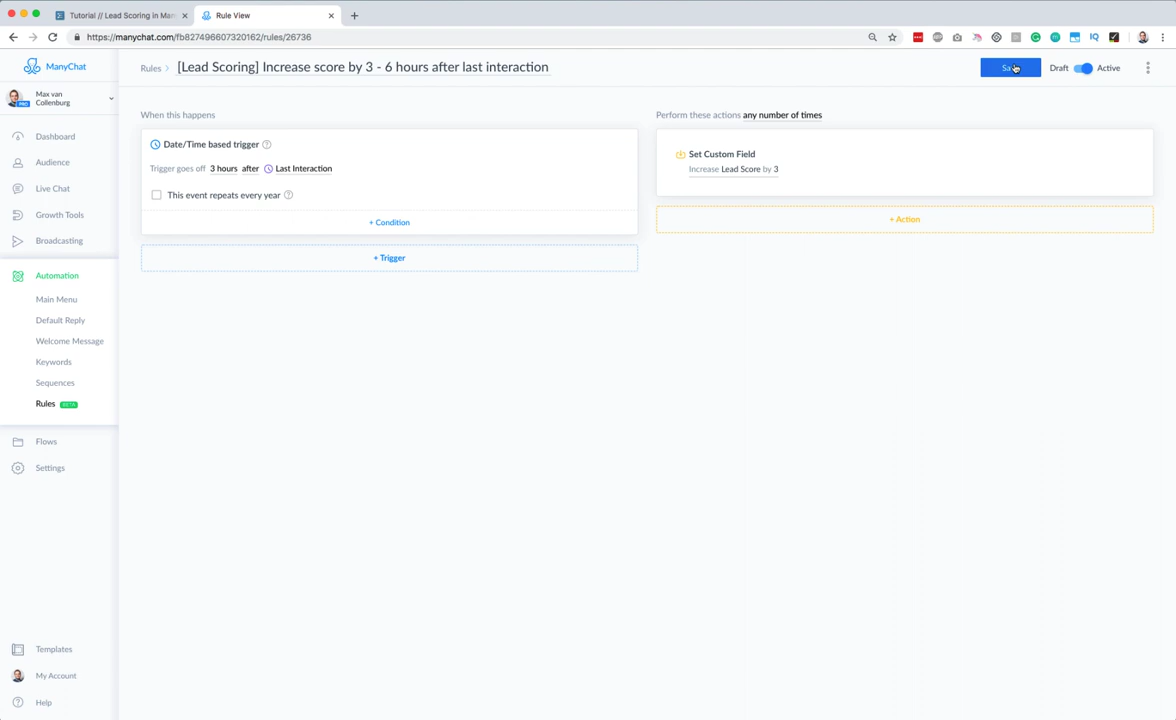 Tutorial // Lead Scoring in Man
Rule View
https://manychat.com/fb827496607320162/rules/26736
ManyChat
Rules
[Lead Scoring] Increase score by 3 - 6 hours after last interaction
Draft
Active
Max van
Collenburg
PRO
When this happens
Perform these actions any number of times
Dashboard
Audience
Live Chat
Growth Tools
Broadcasting
Automation
Main Menu
Default Reply
Welcome Message
Keywords
Sequences
Rules BETA
Flows
Settings
Templates
My Account
Help
Date/Time based trigger
Trigger goes off 3 hours after Last Interaction
This event repeats every year
+ Condition
+ Trigger
Set Custom Field
Increase Lead Score by 3
+ Action